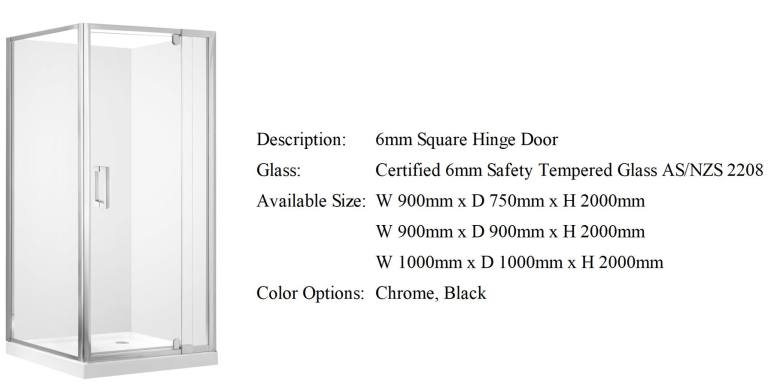 Description: 6mm Square Hinge Door
Glass: Certified 6mm Safety Tempered Glass AS/NZS 2208
Available Size: W 900mm x D 750mm x H 2000mm
W 900mm x D 900mm x H 2000mm
W 1000mm x D 1000mm x H 2000mm
Color Options: Chrome, Black